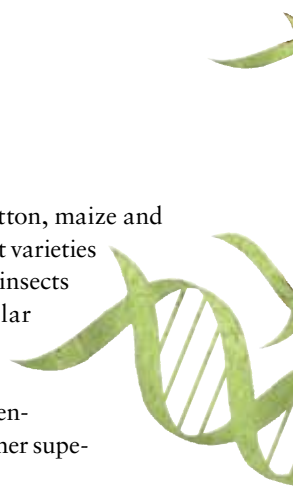 tton, maize and
t varieties
insects
lar
en-
her supe-